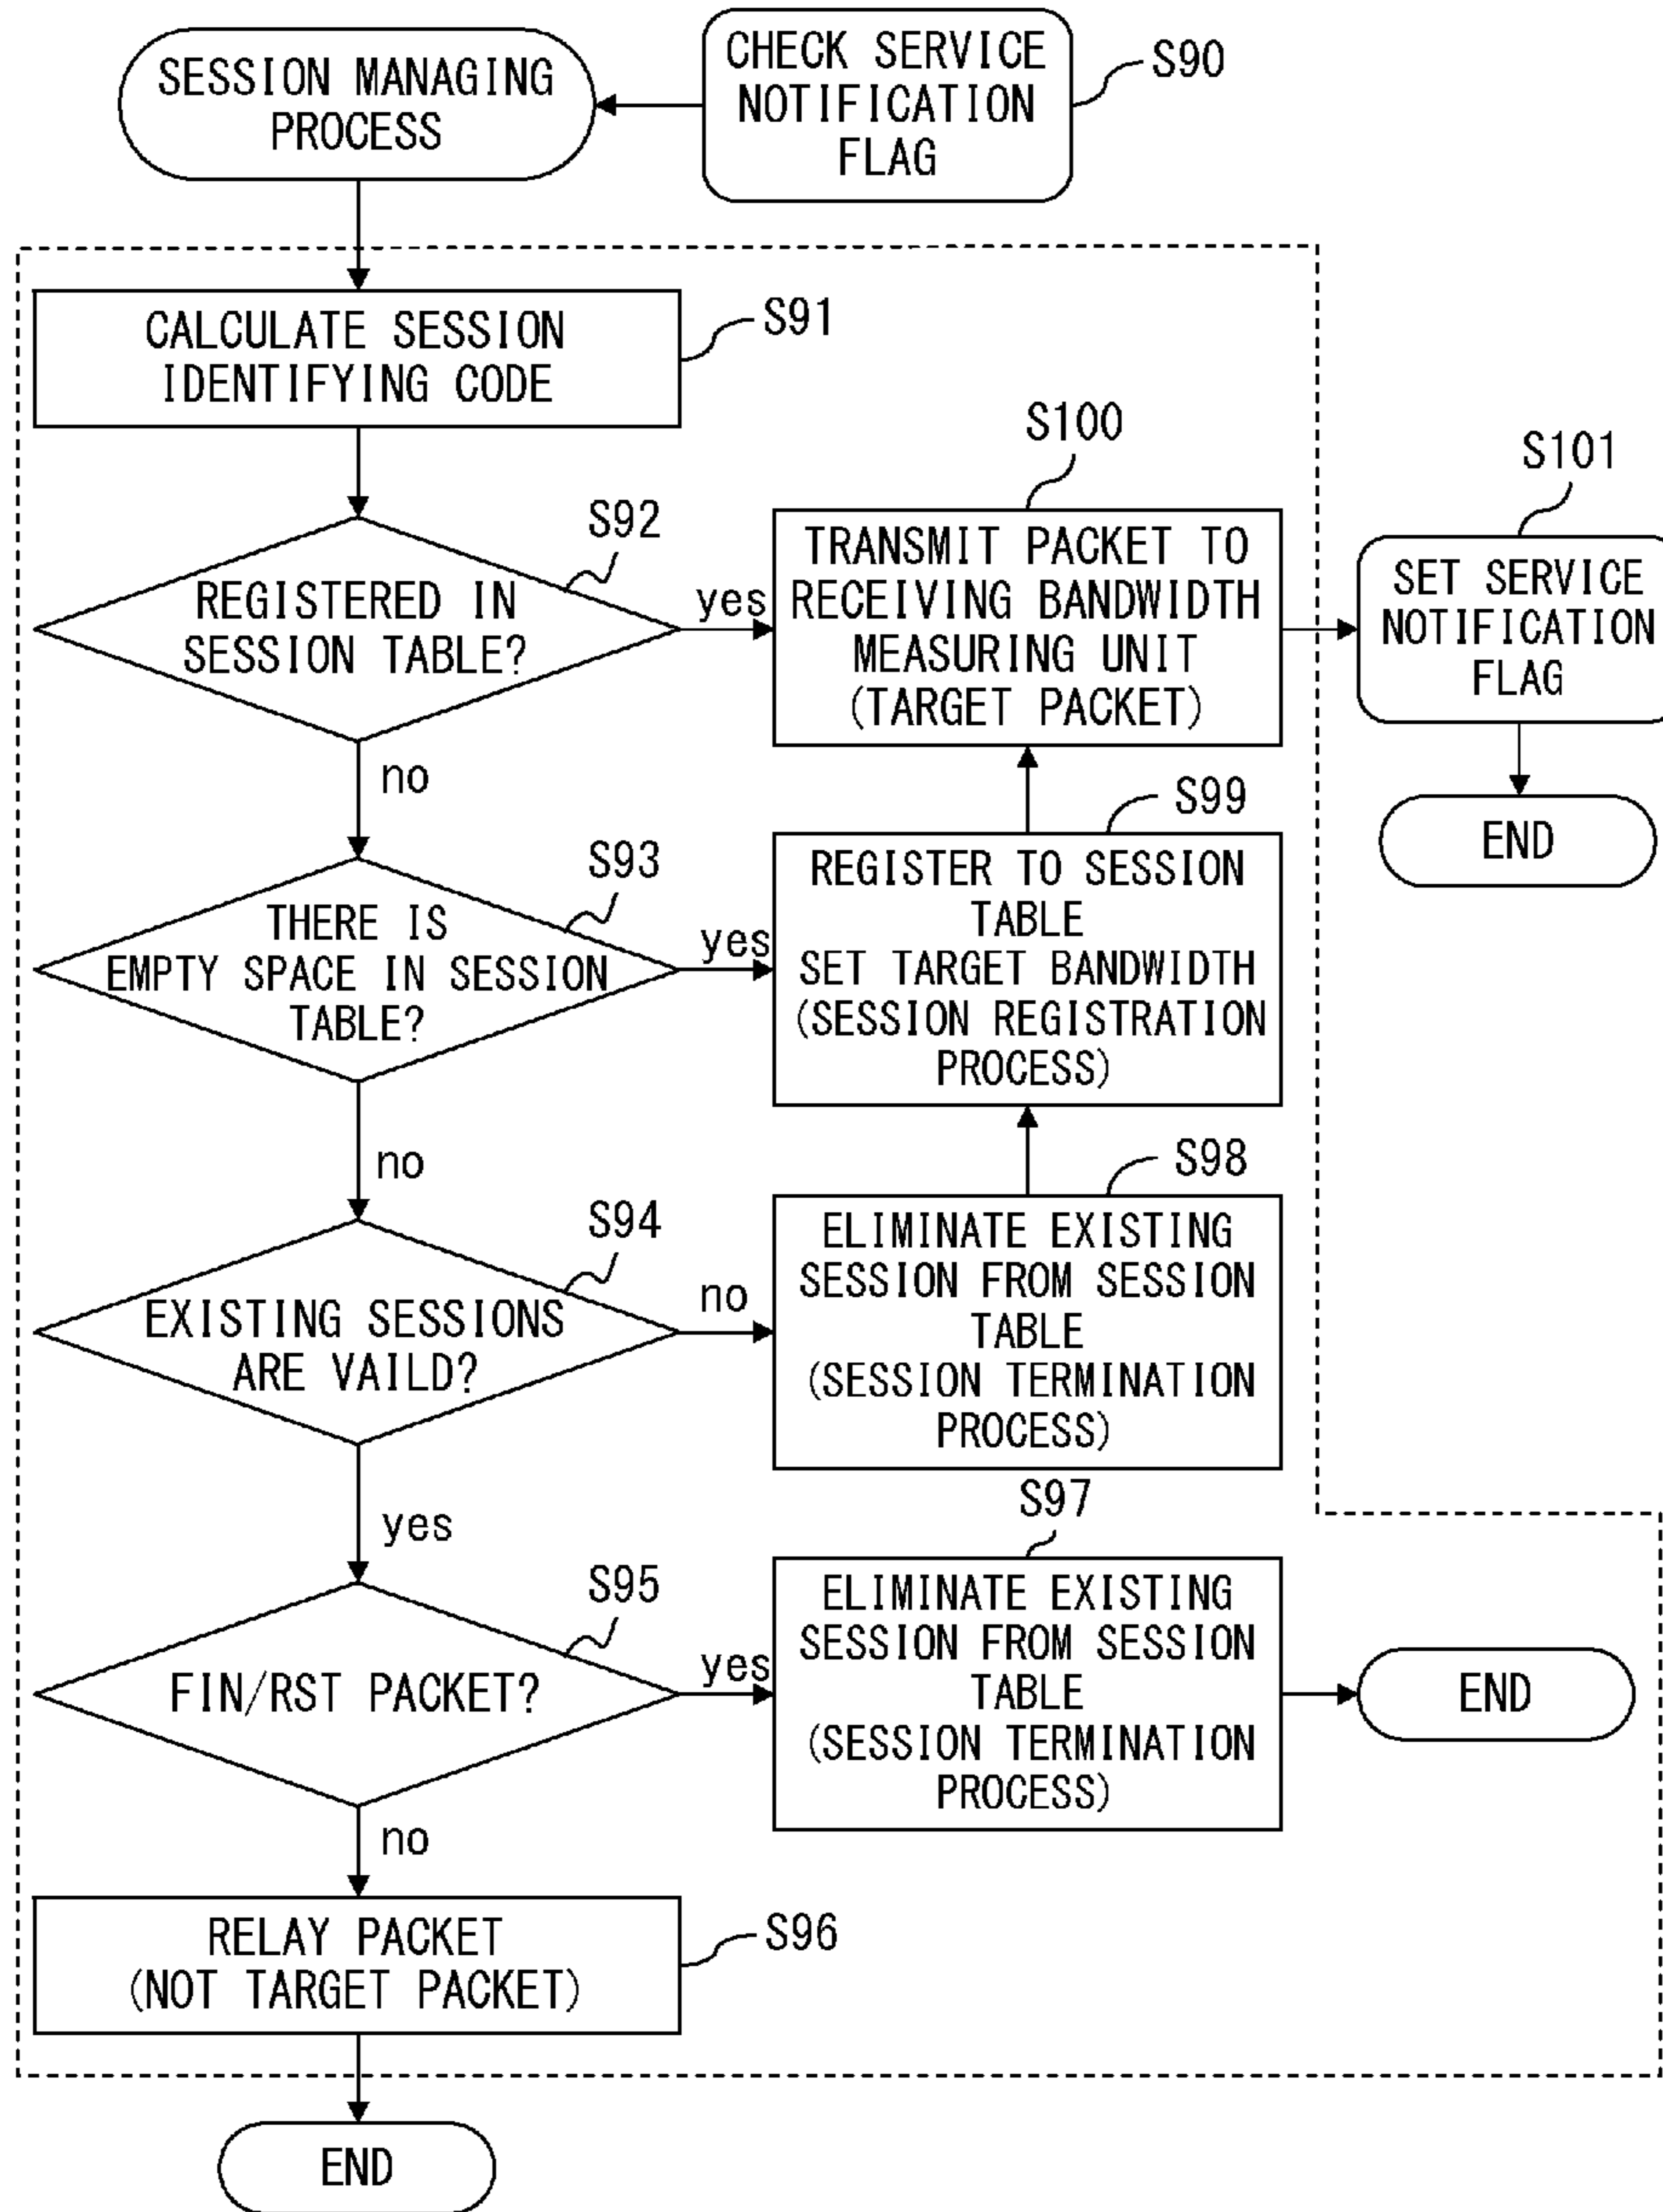 SESSION MANAGING
PROCESS
CHECK SERVICE
NOTIFICATION
FLAG
S90
CALCULATE SESSION
IDENTIFYING CODE
S91
REGISTERED IN
SESSION TABLE?
S92
yes
no
TRANSMIT PACKET TO
RECEIVING BANDWIDTH
MEASURING UNIT
(TARGET PACKET)
S100
SET SERVICE
NOTIFICATION
FLAG
S101
END
THERE IS
EMPTY SPACE IN SESSION
TABLE?
S93
yes
no
REGISTER TO SESSION
TABLE
SET TARGET BANDWIDTH
(SESSION REGISTRATION
PROCESS)
S99
EXISTING SESSIONS
ARE VAILD?
S94
no
yes
ELIMINATE EXISTING
SESSION FROM SESSION
TABLE
(SESSION TERMINATION
PROCESS)
S98
FIN/RST PACKET?
S95
yes
no
ELIMINATE EXISTING
SESSION FROM SESSION
TABLE
(SESSION TERMINATION
PROCESS)
S97
END
RELAY PACKET
(NOT TARGET PACKET)
S96
END